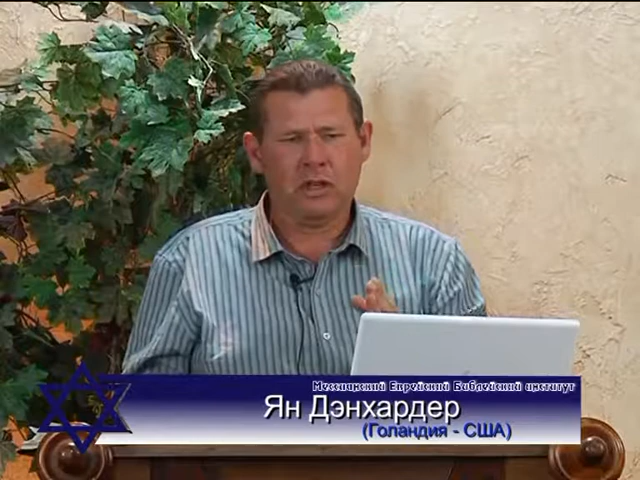 Мессианский Еврейский Библейский институт
Ян Дэнхардер
(Голандия - США)